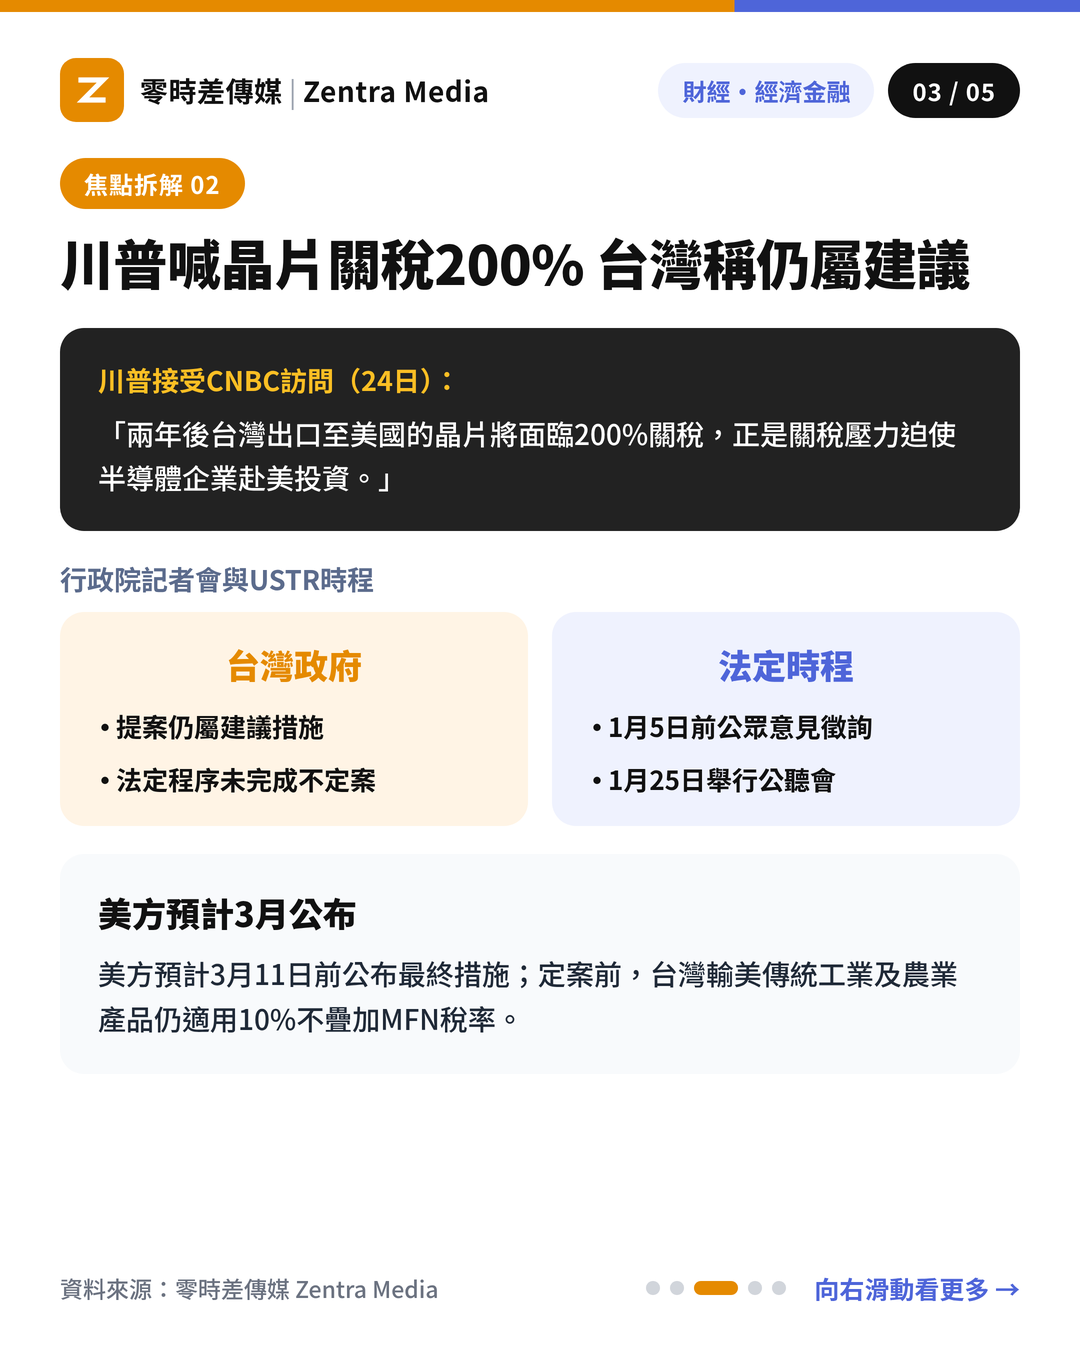 零時差傳媒 | Zentra Media
財經・經濟金融
03 / 05
焦點拆解 02
川普喊晶片關稅200% 台灣稱仍屬建議
川普接受CNBC訪問（24日）：
「兩年後台灣出口至美國的晶片將面臨200%關稅，正是關稅壓力迫使
半導體企業赴美投資。」
行政院記者會與USTR時程
台灣政府
• 提案仍屬建議措施
• 法定程序未完成不定案
法定時程
• 1月5日前公眾意見徵詢
• 1月25日舉行公聽會
美方預計3月公布
美方預計3月11日前公布最終措施；定案前，台灣輸美傳統工業及農業
產品仍適用10%不疊加MFN稅率。
資料來源：零時差傳媒 Zentra Media
向右滑動看更多 →